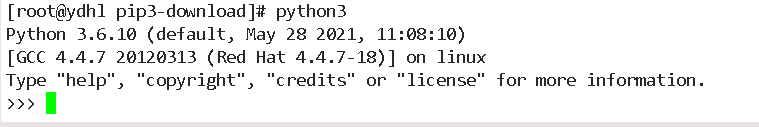 [root@ydhl pip3-download]# python3
Python 3.6.10 (default, May 28 2021, 11:08:10)
[GCC 4.4.7 20120313 (Red Hat 4.4.7-18)] on linux
Type "help", "copyright", "credits" or "license" for more information.
>>>